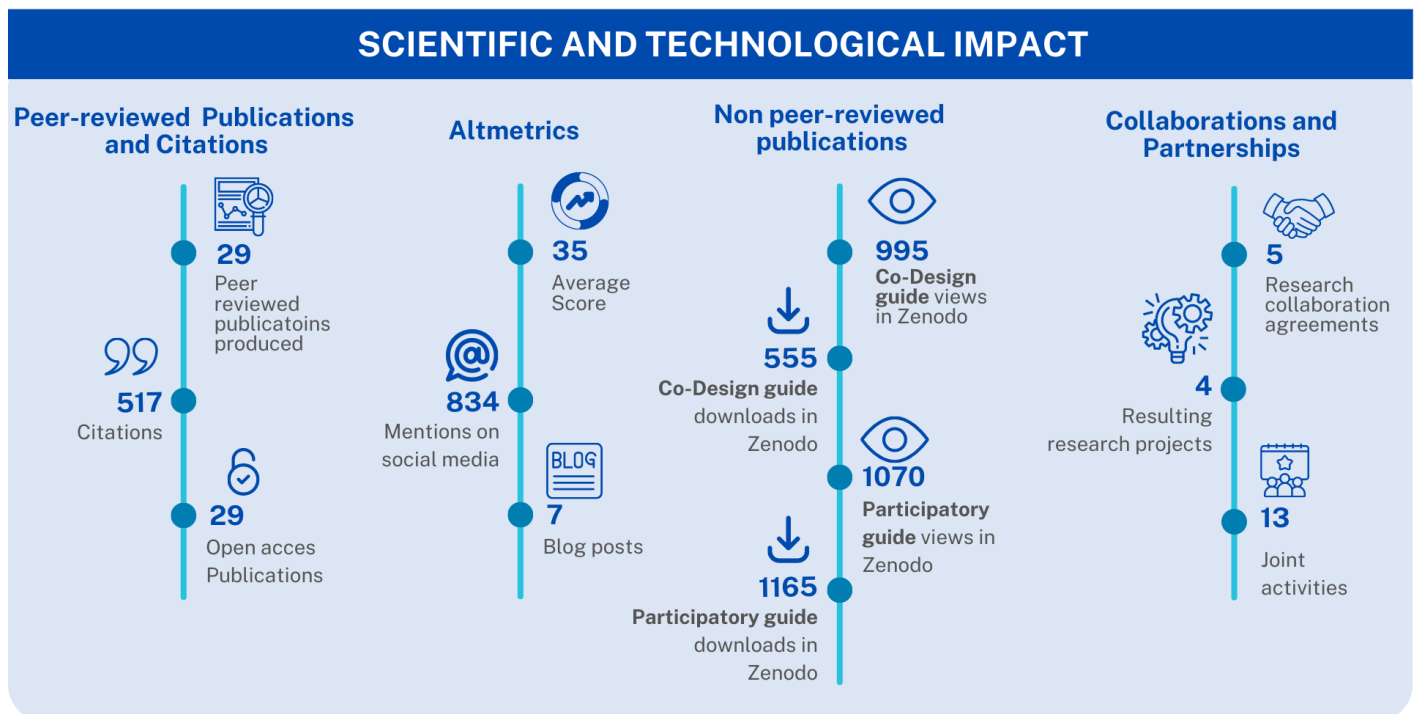 SCIENTIFIC AND TECHNOLOGICAL IMPACT
Peer-reviewed Publications
and Citations
29
Peer
reviewed
publicatoins
produced
517
Citations
29
Open acces
Publications
Altmetrics
35
Average
Score
834
Mentions on
social media
BLOG
7
Blog posts
Non peer-reviewed
publications
995
Co-Design
guide views
in Zenodo
555
Co-Design guide
downloads in
Zenodo
1070
Participatory
guide views in
Zenodo
1165
Participatory guide
downloads in
Zenodo
Collaborations and
Partnerships
5
Research
collaboration
agreements
4
Resulting
research projects
13
Joint
activities